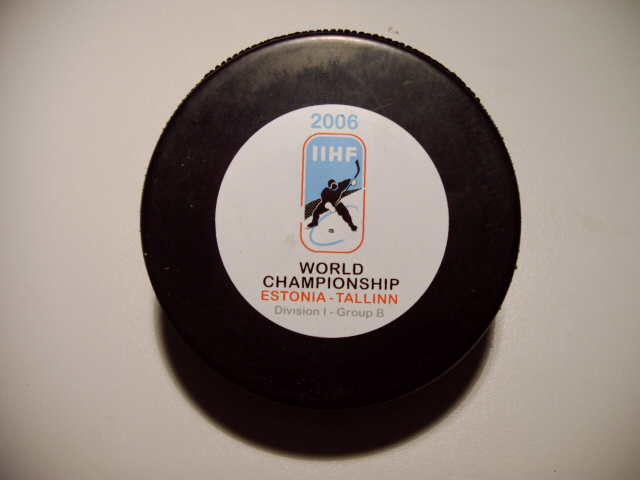 2006
IIHF
WORLD
CHAMPIONSHIP
ESTONIA - TALLINN
Division I - Group B